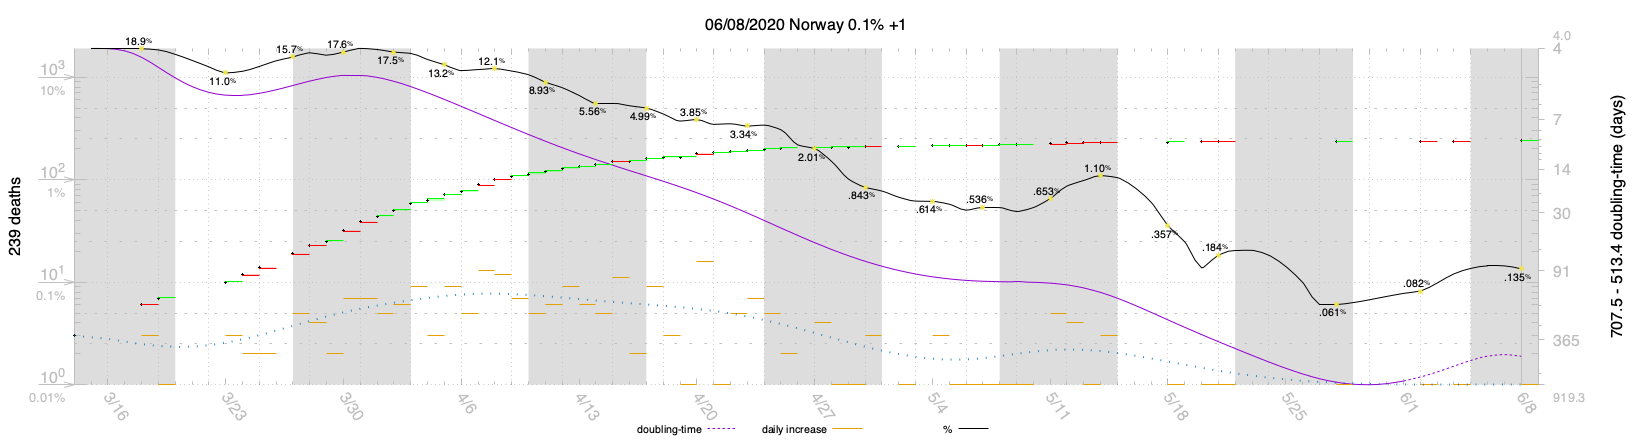 06/08/2020 Norway 0.1% +1
4.0
18.9% 15.7% 17.6% 17.5% 13.2% 12.1% 4
10³ 11.0%
10% 8.93%
5.56% 4.99% 3.85% 3.34% 7
2.01%
10² 1.10% 14
1% .843% .614% .536% .653%
30
.357% .184%
10¹ 91
0.1% .061% .082% .135%
365
10⁰
0.01% 919.3
239 deaths
707.5 - 513.4 doubling-time (days)
3/16 3/23 3/30 4/6 4/13 4/20 4/27 5/4 5/11 5/18 5/25 6/1 6/8
doubling-time daily increase %